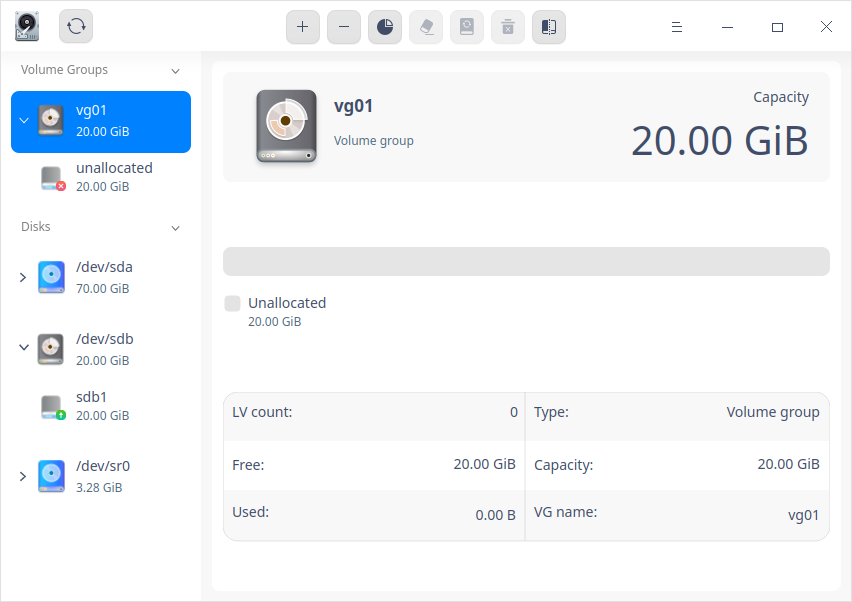 Volume Groups
vg01
20.00 GiB
unallocated
20.00 GiB
Disks
/dev/sda
70.00 GiB
/dev/sdb
20.00 GiB
sdb1
20.00 GiB
/dev/sr0
3.28 GiB
vg01
Volume group
Capacity
20.00 GiB
Unallocated
20.00 GiB
LV count: 0 Type: Volume group
Free: 20.00 GiB Capacity: 20.00 GiB
Used: 0.00 B VG name: vg01